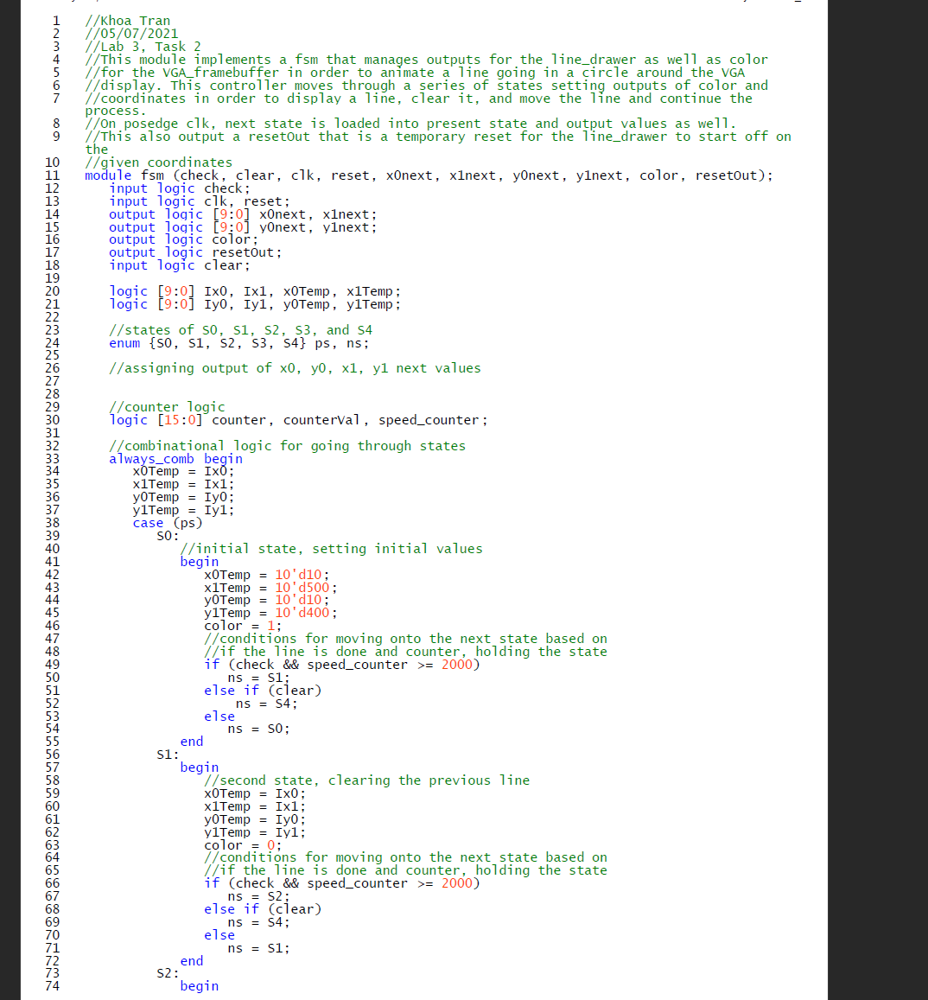 1 //Khoa Tran
2 //05/07/2021
3 //Lab 3, Task 2
4 //This module implements a fsm that manages outputs for the line_drawer as well as color
5 //for the VGA_framebuffer in order to animate a line going in a circle around the VGA
6 //display. This controller moves through a series of states setting outputs of color and
7 //coordinates in order to display a line, clear it, and move the line and continue the
process.
8 //On posedge clk, next state is loaded into present state and output values as well.
9 //This also output a resetOut that is a temporary reset for the line_drawer to start off on
the
10 //given coordinates
11 module fsm (check, clear, clk, reset, x0next, x1next, y0next, y1next, color, resetOut);
12 input logic check;
13 input logic clk, reset;
14 output logic [9:0] x0next, x1next;
15 output logic [9:0] y0next, y1next;
16 output logic color;
17 output logic resetOut;
18 input logic clear;
19
20 logic [9:0] Ix0, Ix1, x0Temp, x1Temp;
21 logic [9:0] Iy0, Iy1, y0Temp, y1Temp;
22
23 //states of S0, S1, S2, S3, and S4
24 enum {S0, S1, S2, S3, S4} ps, ns;
25
26 //assigning output of x0, y0, x1, y1 next values
27
28
29 //counter logic
30 logic [15:0] counter, counterVal, speed_counter;
31
32 //combinational logic for going through states
33 always_comb begin
34 x0Temp = Ix0;
35 x1Temp = Ix1;
36 y0Temp = Iy0;
37 y1Temp = Iy1;
38 case (ps)
39 S0:
40 //initial state, setting initial values
41 begin
42 x0Temp = 10'd10;
43 x1Temp = 10'd500;
44 y0Temp = 10'd10;
45 y1Temp = 10'd400;
46 color = 1;
47 //conditions for moving onto the next state based on
48 //if the line is done and counter, holding the state
49 if (check && speed_counter >= 2000)
50 ns = S1;
51 else if (clear)
52 ns = S4;
53 else
54 ns = S0;
55 end
56 S1:
57 begin
58 //second state, clearing the previous line
59 x0Temp = Ix0;
60 x1Temp = Ix1;
61 y0Temp = Iy0;
62 y1Temp = Iy1;
63 color = 0;
64 //conditions for moving onto the next state based on
65 //if the line is done and counter, holding the state
66 if (check && speed_counter >= 2000)
67 ns = S2;
68 else if (clear)
69 ns = S4;
70 else
71 ns = S1;
72 end
73 S2:
74 begin